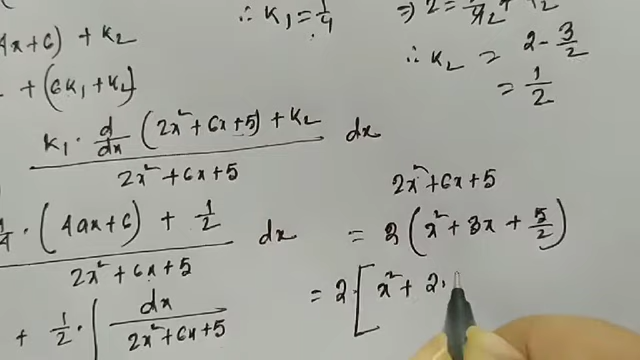 4x+6) + K₂
+ (6K₁+K₂)
K₁ · d/dx (2x²+6x+5) + K₂ / 2x²+6x+5 dx
1/4 · (4ax+6) + 1/2 / 2x²+6x+5 dx
+ 1/2 · ∫ dx / 2x²+6x+5
∴ K₁ = 1/4
∴ K₂ = 2 - 3/2
= 1/2
2x²+6x+5
= 2 (x² + 3x + 5/2)
= 2 · [ x² + 2 ·